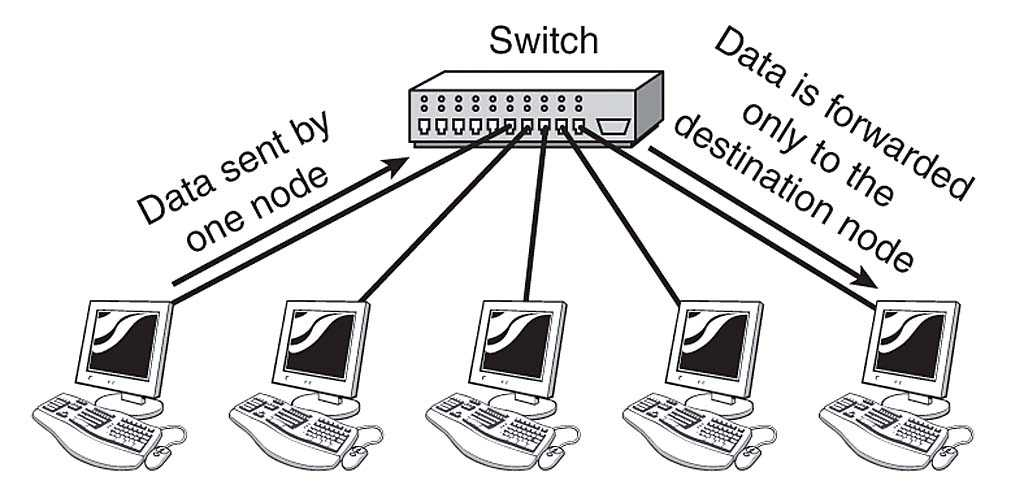 Switch
Data sent by
one node
Data is forwarded
only to the
destination node